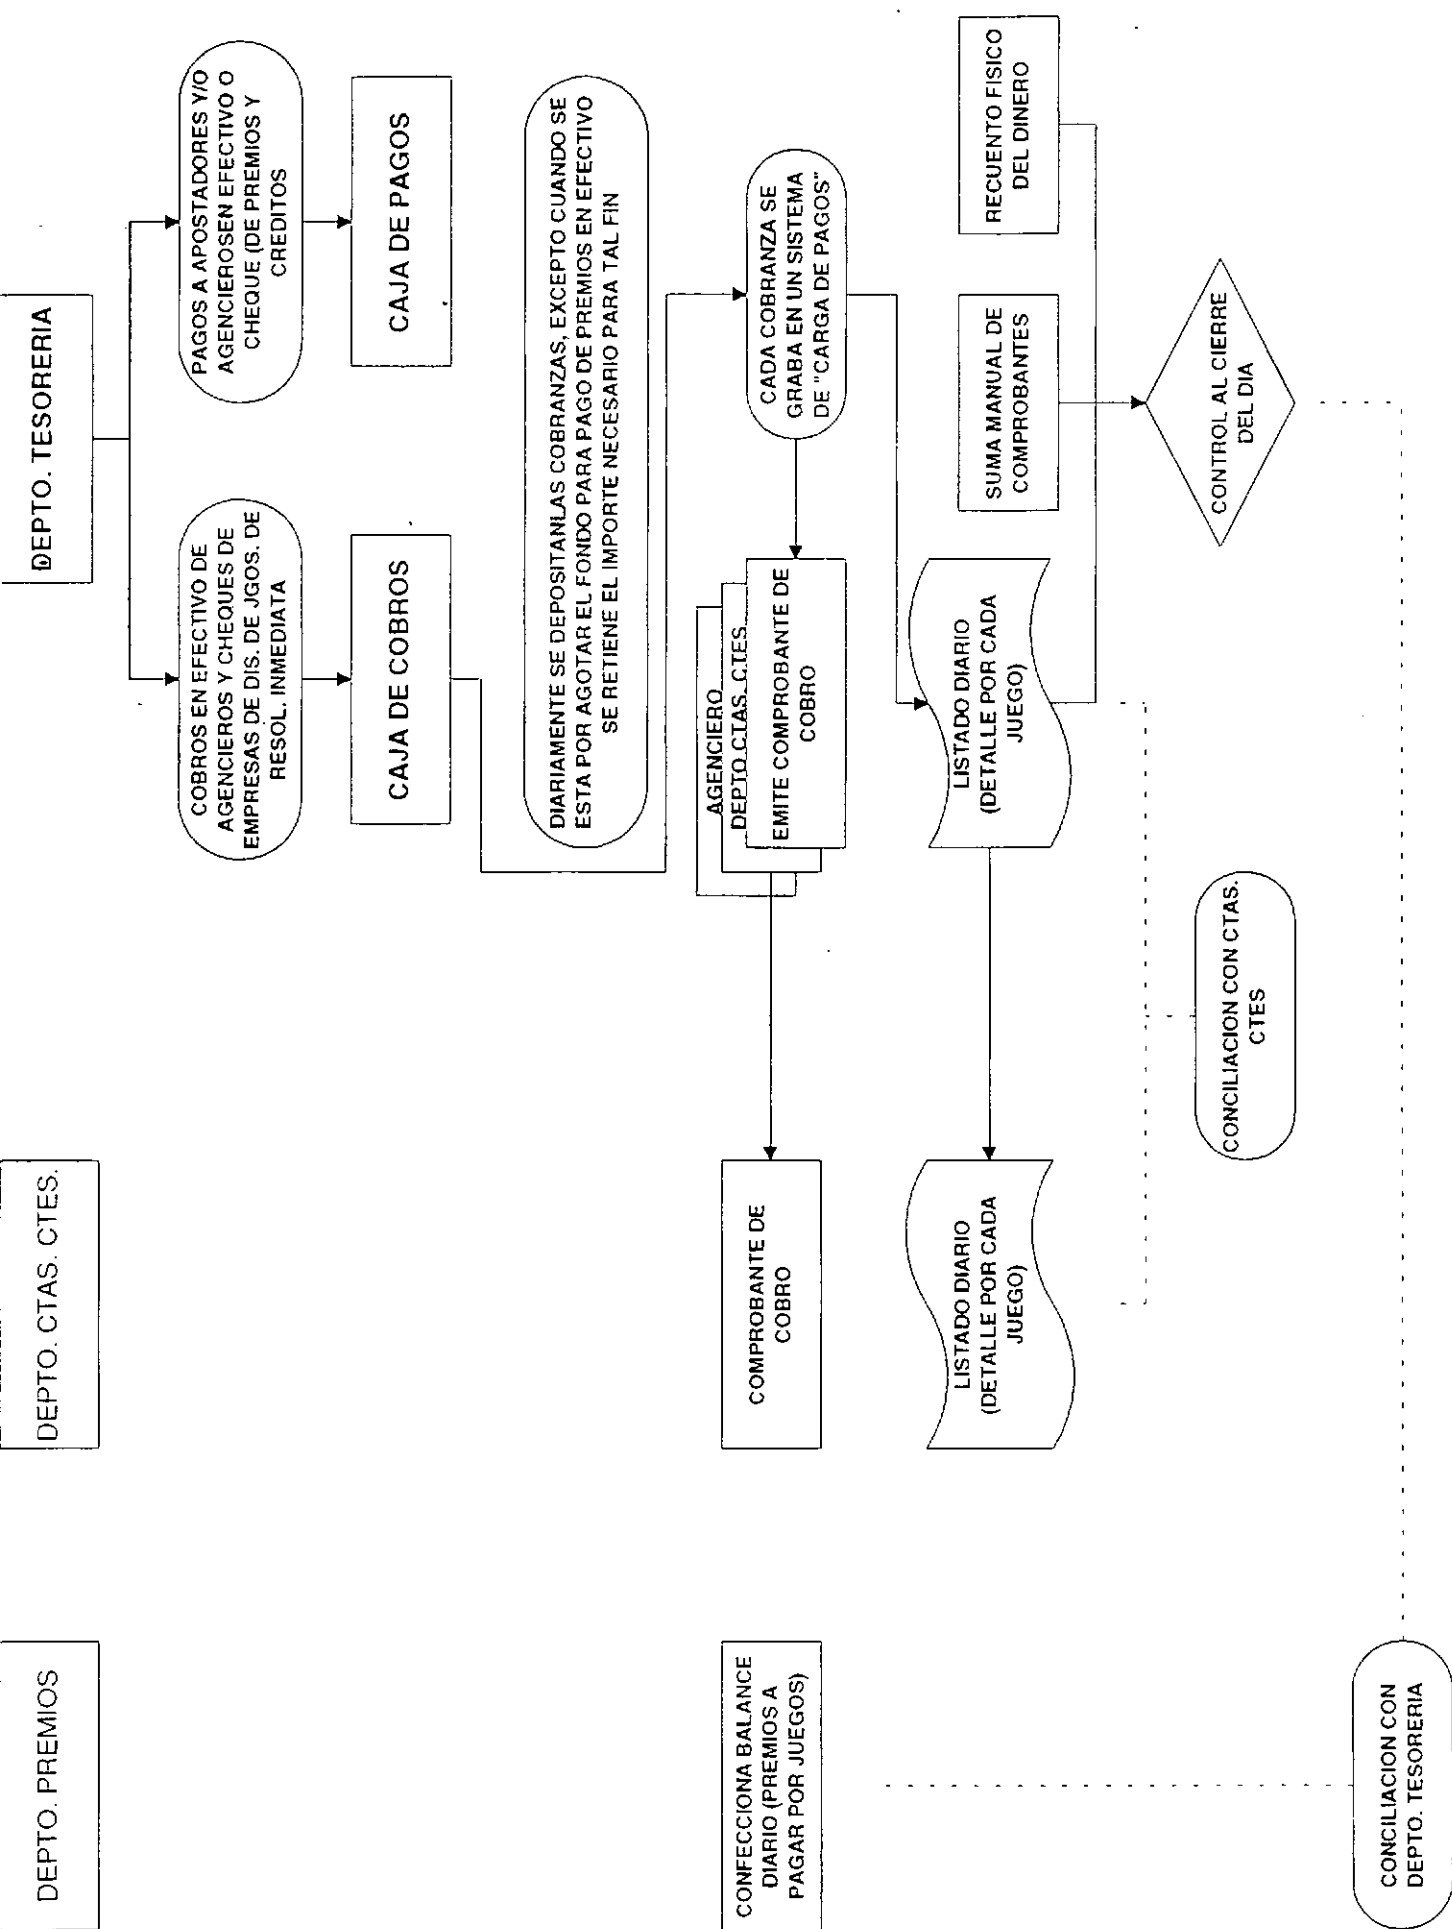 DEPTO. PREMIOS
DEPTO. CTAS. CTES.
DEPTO. TESORERIA
COBROS EN EFECTIVO DE
AGENCIEROS Y CHEQUES DE
EMPRESAS DE DIS. DE JGOS. DE
RESOL. INMEDIATA
PAGOS A APOSTADORES Y/O
AGENCIEROSEN EFECTIVO O
CHEQUE (DE PREMIOS Y
CREDITOS
CAJA DE COBROS
CAJA DE PAGOS
DIARIAMENTE SE DEPOSITANLAS COBRANZAS, EXCEPTO CUANDO SE
ESTA POR AGOTAR EL FONDO PARA PAGO DE PREMIOS EN EFECTIVO
SE RETIENE EL IMPORTE NECESARIO PARA TAL FIN
CONFECCIONA BALANCE
DIARIO (PREMIOS A
PAGAR POR JUEGOS)
COMPROBANTE DE
COBRO
AGENCIERO
DEPTO CTAS. CTES.
EMITE COMPROBANTE DE
COBRO
CADA COBRANZA SE
GRABA EN UN SISTEMA
DE "CARGA DE PAGOS"
LISTADO DIARIO
(DETALLE POR CADA
JUEGO)
LISTADO DIARIO
(DETALLE POR CADA
JUEGO)
SUMA MANUAL DE
COMPROBANTES
RECUENTO FISICO
DEL DINERO
CONCILIACION CON CTAS.
CTES
CONTROL AL CIERRE
DEL DIA
CONCILIACION CON
DEPTO. TESORERIA